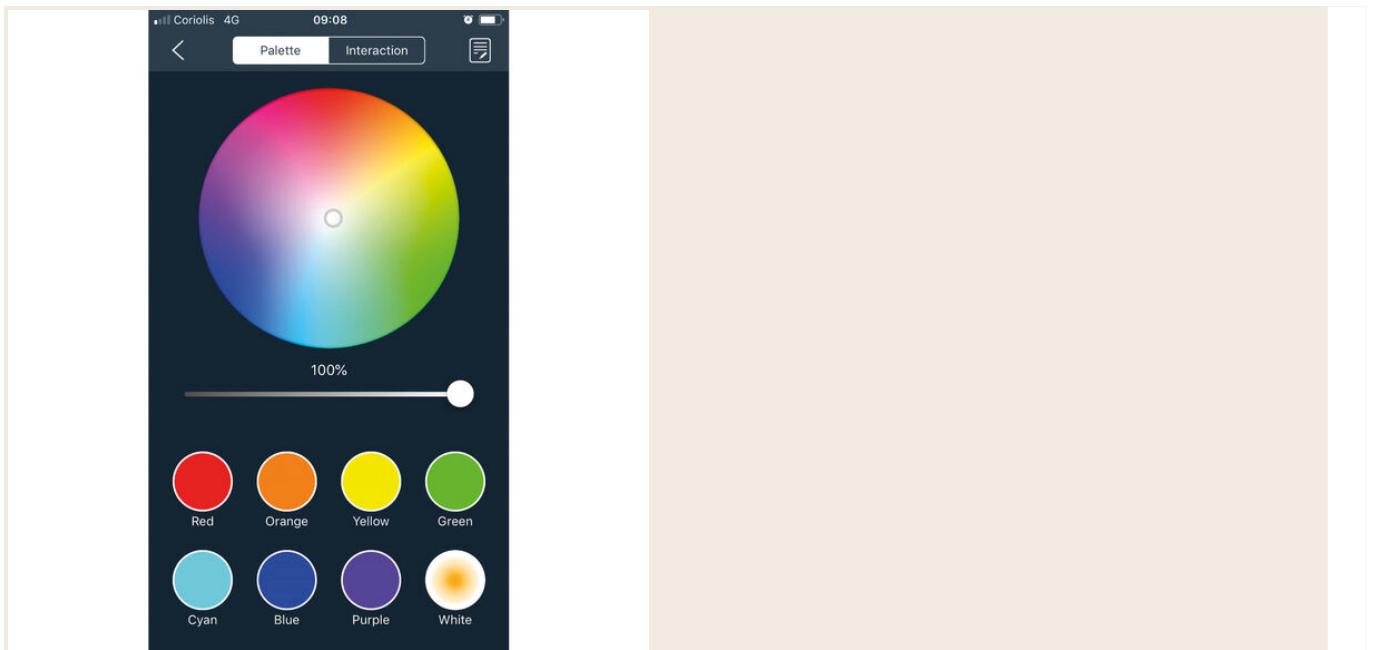 Coriolis 4G 09:08
Palette Interaction
100%
Red Orange Yellow Green
Cyan Blue Purple White